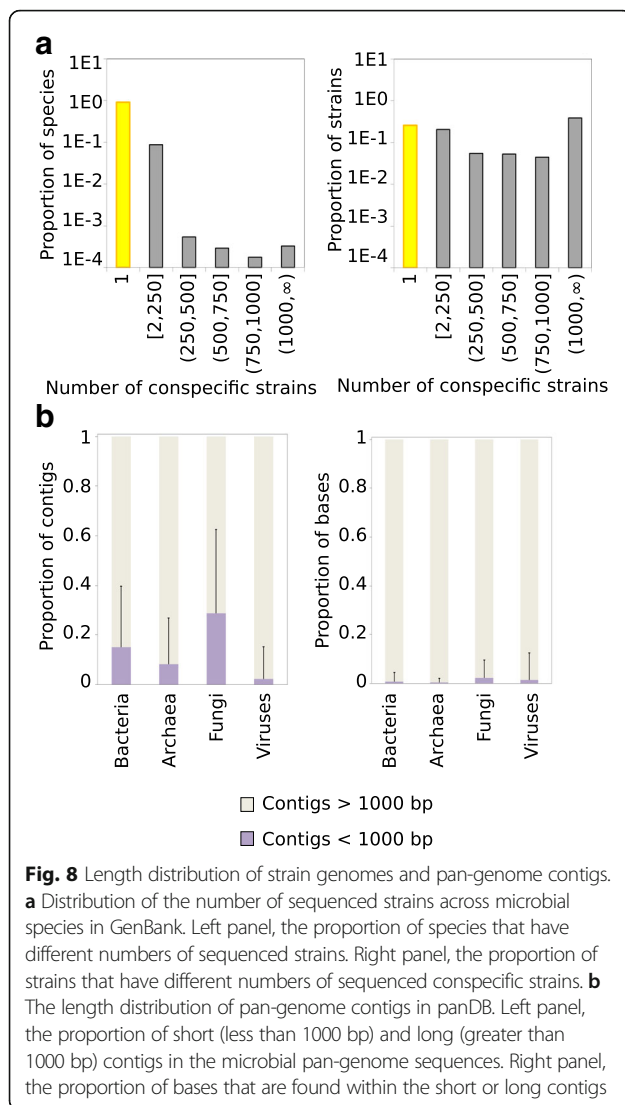 a
Proportion of species
1E1
1E0
1E-1
1E-2
1E-3
1E-4
1
[2,250]
(250,500]
(500,750]
(750,1000]
(1000,∞)
Number of conspecific strains
Proportion of strains
1E1
1E0
1E-1
1E-2
1E-3
1E-4
1
[2,250]
(250,500]
(500,750]
(750,1000]
(1000,∞)
Number of conspecific strains
b
Proportion of contigs
1
0.8
0.6
0.4
0.2
0
Bacteria
Archaea
Fungi
Viruses
Proportion of bases
1
0.8
0.6
0.4
0.2
0
Bacteria
Archaea
Fungi
Viruses
Contigs > 1000 bp
Contigs < 1000 bp
Fig. 8 Length distribution of strain genomes and pan-genome contigs.
a Distribution of the number of sequenced strains across microbial
species in GenBank. Left panel, the proportion of species that have
different numbers of sequenced strains. Right panel, the proportion of
strains that have different numbers of sequenced conspecific strains. b
The length distribution of pan-genome contigs in panDB. Left panel,
the proportion of short (less than 1000 bp) and long (greater than
1000 bp) contigs in the microbial pan-genome sequences. Right panel,
the proportion of bases that are found within the short or long contigs